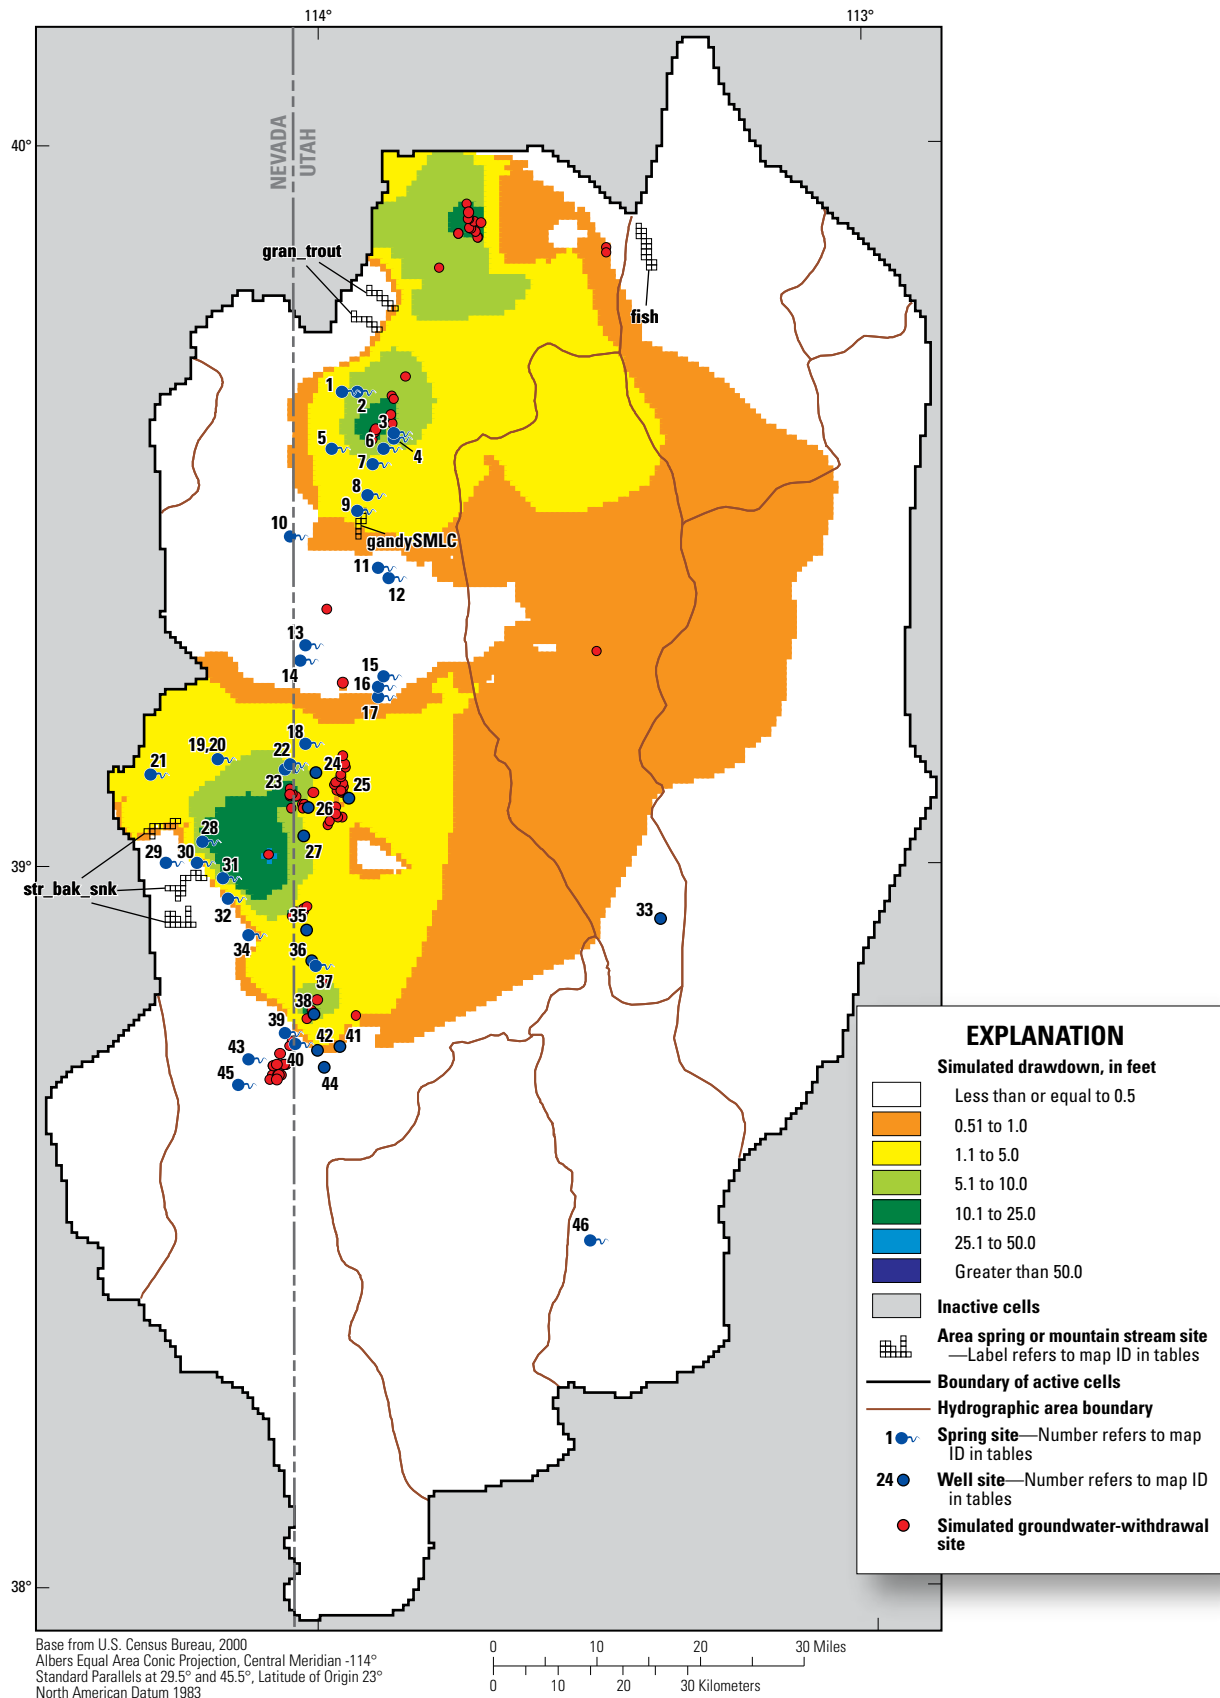 114°
113°
40°
NEVADA
UTAH
gran_trout
fish
1
2
3
5
6
4
7
8
9
10
gandySMLC
11
12
13
14
15
16
17
18
19,20
22
24
21
23
25
26
28
27
39°
29
30
31
str_bak_snk
32
35
33
34
36
37
38
39
42
41
43
40
45
44
46
38°
EXPLANATION
Simulated drawdown, in feet
Less than or equal to 0.5
0.51 to 1.0
1.1 to 5.0
5.1 to 10.0
10.1 to 25.0
25.1 to 50.0
Greater than 50.0
Inactive cells
Area spring or mountain stream site
—Label refers to map ID in tables
Boundary of active cells
Hydrographic area boundary
1 Spring site—Number refers to map
ID in tables
24 Well site—Number refers to map ID
in tables
Simulated groundwater-withdrawal
site
Base from U.S. Census Bureau, 2000
Albers Equal Area Conic Projection, Central Meridian -114°
Standard Parallels at 29.5° and 45.5°, Latitude of Origin 23°
North American Datum 1983
0 10 20 30 Miles
0 10 20 30 Kilometers